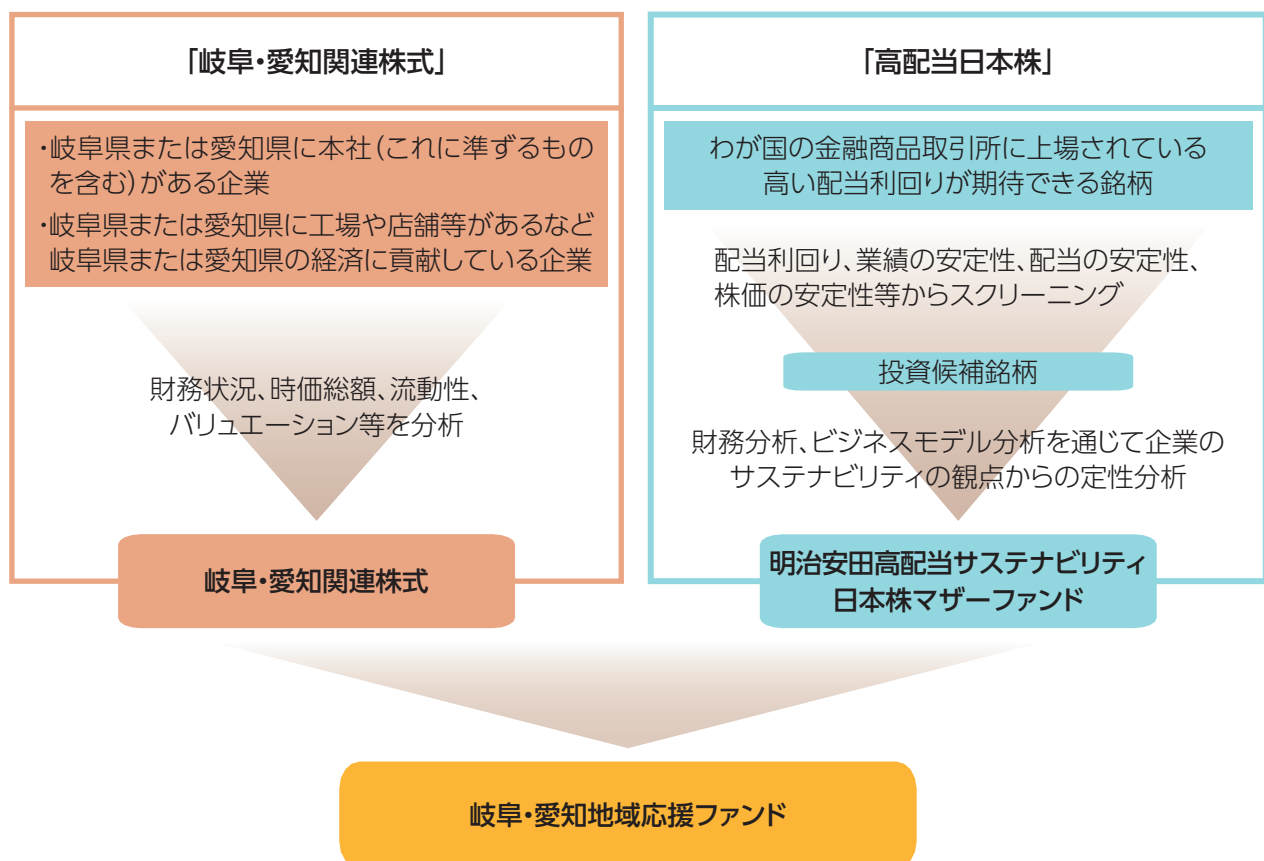 「岐阜・愛知関連株式」
・岐阜県または愛知県に本社(これに準ずるもの
を含む)がある企業
・岐阜県または愛知県に工場や店舗等があるなど
岐阜県または愛知県の経済に貢献している企業
財務状況、時価総額、流動性、
バリュエーション等を分析
岐阜・愛知関連株式
「高配当日本株」
わが国の金融商品取引所に上場されている
高い配当利回りが期待できる銘柄
配当利回り、業績の安定性、配当の安定性、
株価の安定性等からスクリーニング
投資候補銘柄
財務分析、ビジネスモデル分析を通じて企業の
サステナビリティの観点からの定性分析
明治安田高配当サステナビリティ
日本株マザーファンド
岐阜・愛知地域応援ファンド